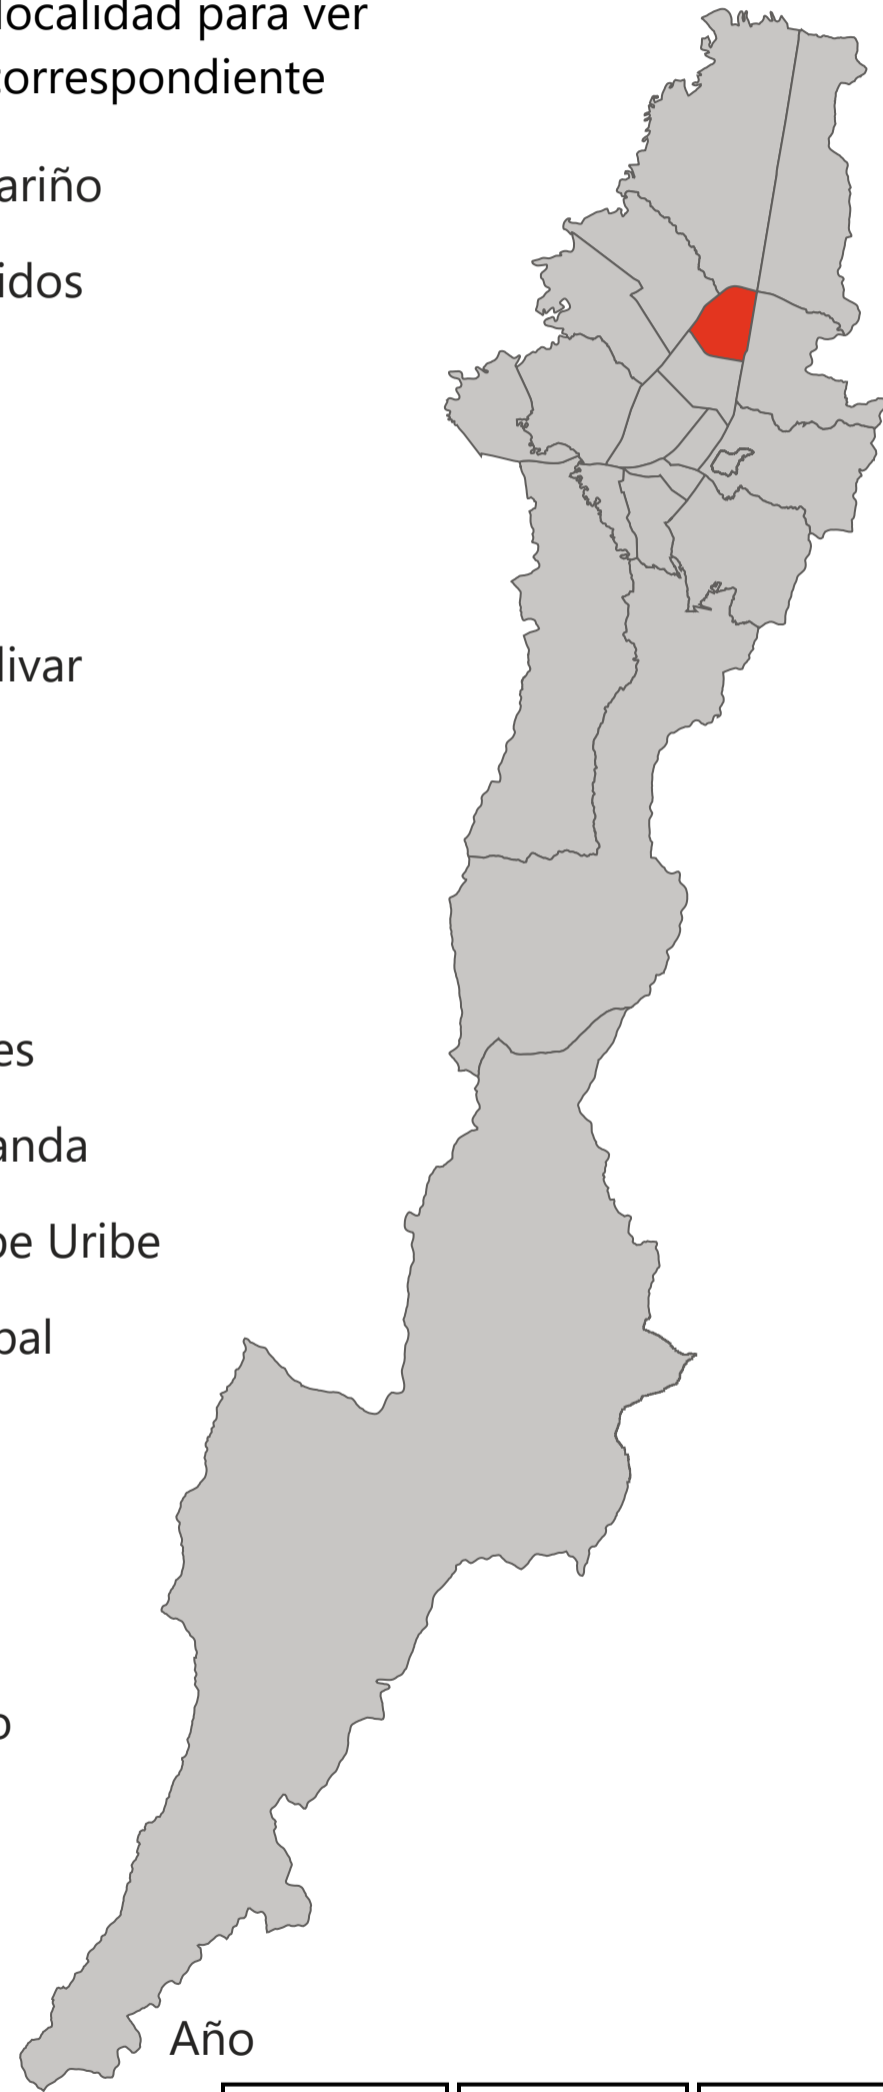 localidad para ver
correspondiente
ariño
idos
livar
es
anda
be Uribe
bal
o
Año